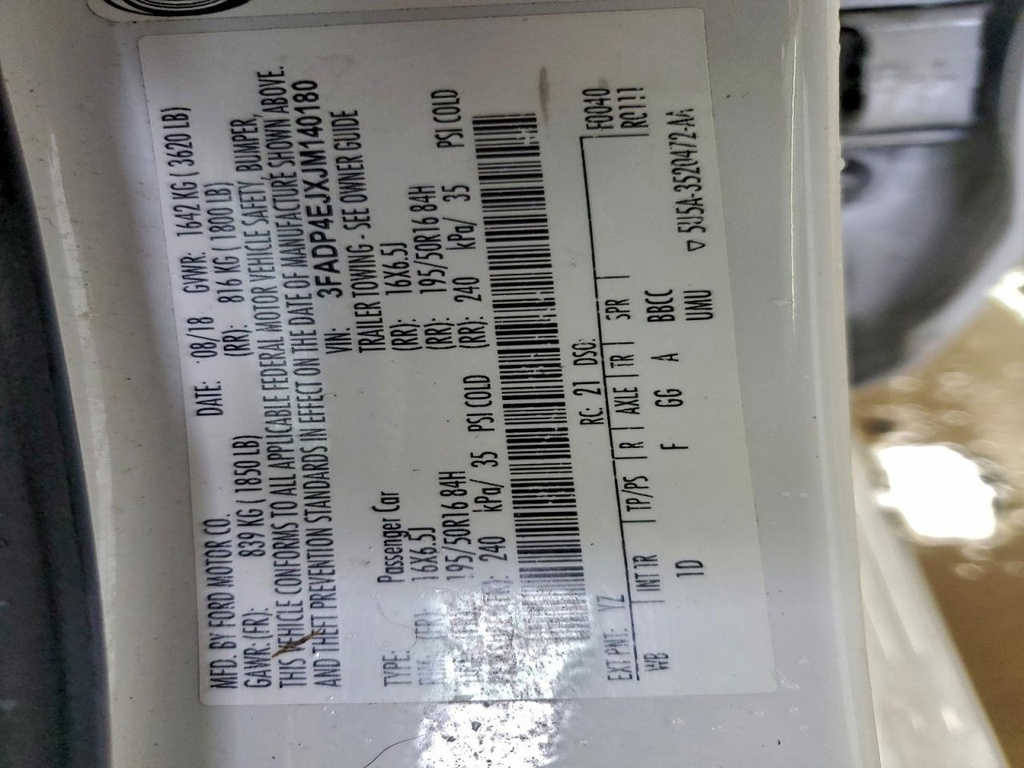 MFD. BY FORD MOTOR CO. DATE: 08/18 GVWR: 1642 KG ( 3620 LB)
GAWR: (FR): 839 KG ( 1850 LB) (RR): 816 KG ( 1800 LB)
THIS VEHICLE CONFORMS TO ALL APPLICABLE FEDERAL MOTOR VEHICLE SAFETY, BUMPER,
AND THEFT PREVENTION STANDARDS IN EFFECT ON THE DATE OF MANUFACTURE SHOWN ABOVE.
VIN: 3FADP4EJXJM140180
TYPE: Passenger Car TRAILER TOWING - SEE OWNER GUIDE
16X6.5J (RR): 16X6.5J
195/50R16 84H (RR): 195/50R16 84H
240 kPa/ 35 PSI COLD (RR): 240 kPa/ 35 PSI COLD
RC: 21 DSO: F0040
EXT PNT: YZ RC111
WB INT TR TP/PS R AXLE TR SPR
1D F GG A BBCC
UMU ▽ 5U5A-3520472-AA